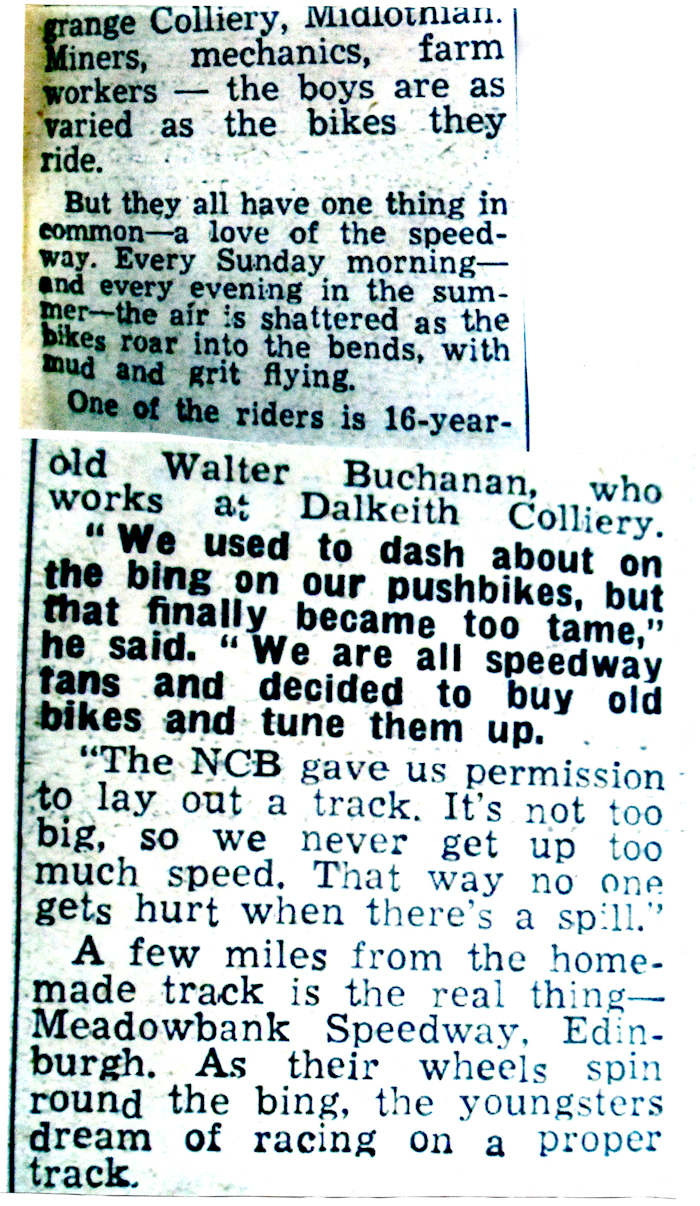 grange Colliery, Midlothian.
Miners, mechanics, farm
workers — the boys are as
varied as the bikes they
ride.
But they all have one thing in
common—a love of the speed-
way. Every Sunday morning—
and every evening in the sum-
mer—the air is shattered as the
bikes roar into the bends, with
mud and grit flying.
One of the riders is 16-year-
old Walter Buchanan, who
works at Dalkeith Colliery.
“We used to dash about on
the bing on our pushbikes, but
that finally became too tame,”
he said. “We are all speedway
fans and decided to buy old
bikes and tune them up.
“The NCB gave us permission
to lay out a track. It's not too
big, so we never get up too
much speed. That way no one
gets hurt when there's a spill.”
A few miles from the home-
made track is the real thing—
Meadowbank Speedway, Edin-
burgh. As their wheels spin
round the bing, the youngsters
dream of racing on a proper
track.